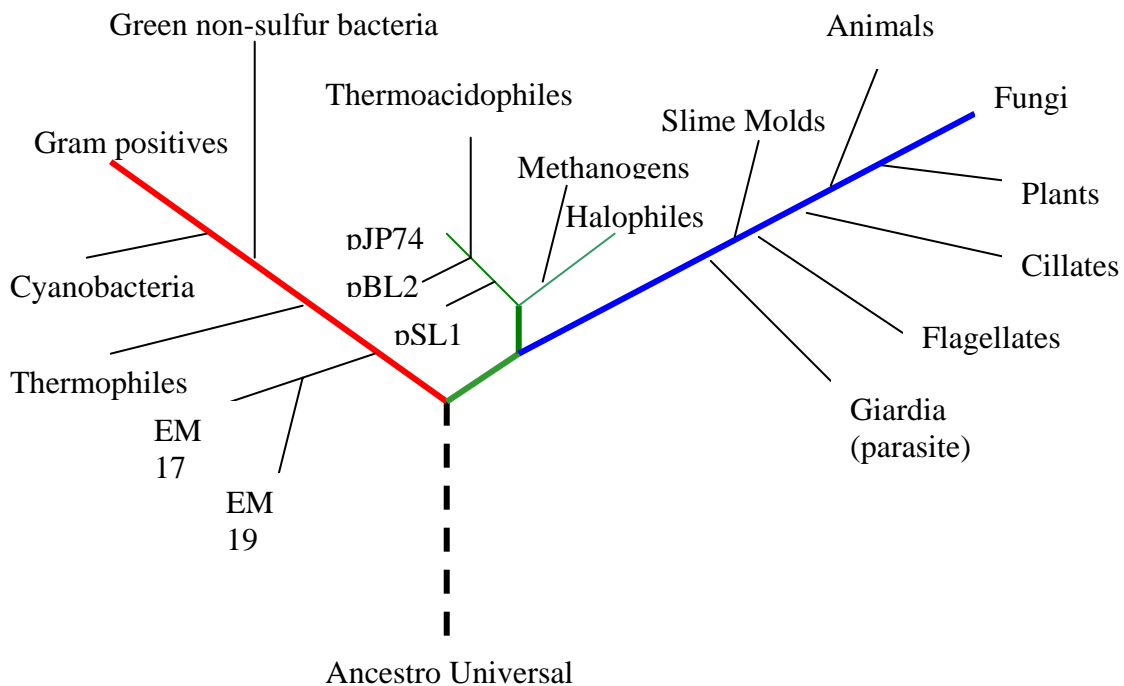 Green non-sulfur bacteria
Animals
Thermoacidophiles
Fungi
Slime Molds
Gram positives
Methanogens
Plants
Halophiles
pJP74
Cillates
Cyanobacteria
pBL2
pSL1
Flagellates
Thermophiles
Giardia
(parasite)
EM
17
EM
19
Ancestro Universal